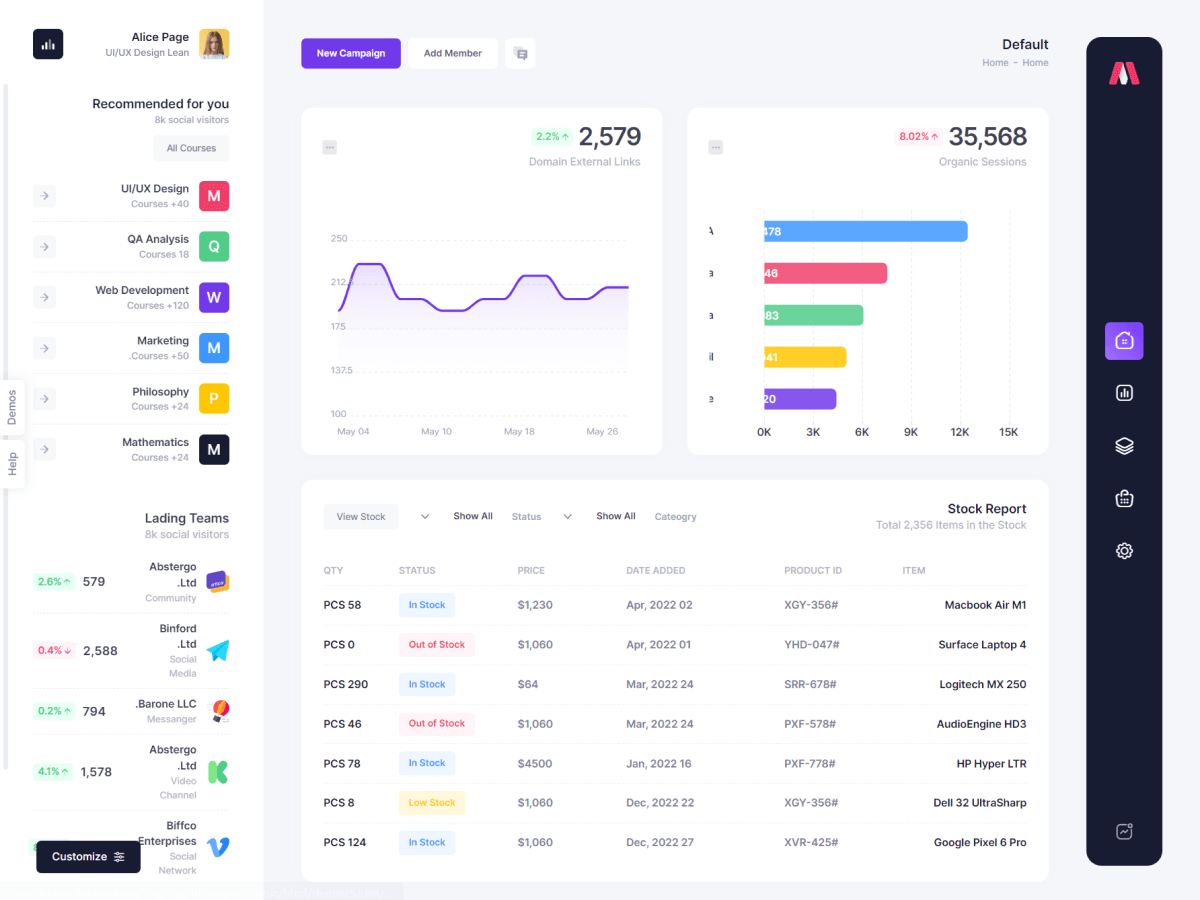 Alice Page
UI/UX Design Lean
Recommended for you
8k social visitors
All Courses
UI/UX Design
Courses +40
M
QA Analysis
Courses 18
Q
Web Development
Courses +120
W
Marketing
.Courses +50
M
Philosophy
Courses +24
P
Mathematics
Courses +24
M
Demos
Help
Lading Teams
8k social visitors
2.6% 579
Abstergo
.Ltd
Community
0.4% 2,588
Binford
.Ltd
Social
Media
0.2% 794
.Barone LLC
Messanger
4.1% 1,578
Abstergo
.Ltd
Video
Channel
Biffco
Enterprises
Social
Network
Customize
New Campaign
Add Member
Default
Home - Home
2.2% 2,579
Domain External Links
250
212.5
175
137.5
100
May 04 May 10 May 18 May 26
8.02% 35,568
Organic Sessions
A 478
a 46
a 83
il 41
e 20
0K 3K 6K 9K 12K 15K
View Stock Show All Status Show All Cateogry
Stock Report
Total 2,356 Items in the Stock
QTY STATUS PRICE DATE ADDED PRODUCT ID ITEM
PCS 58 In Stock $1,230 Apr, 2022 02 XGY-356# Macbook Air M1
PCS 0 Out of Stock $1,060 Apr, 2022 01 YHD-047# Surface Laptop 4
PCS 290 In Stock $64 Mar, 2022 24 SRR-678# Logitech MX 250
PCS 46 Out of Stock $1,060 Mar, 2022 24 PXF-578# AudioEngine HD3
PCS 78 In Stock $4500 Jan, 2022 16 PXF-778# HP Hyper LTR
PCS 8 Low Stock $1,060 Dec, 2022 22 XGY-356# Dell 32 UltraSharp
PCS 124 In Stock $1,060 Dec, 2022 27 XVR-425# Google Pixel 6 Pro